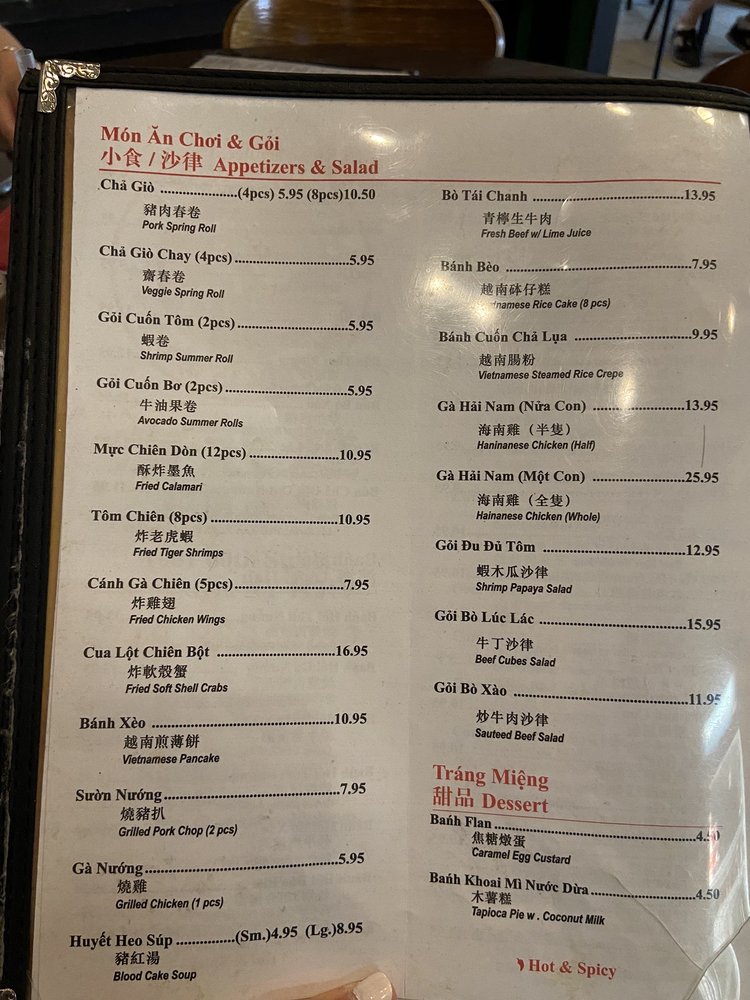 Món Ăn Chơi & Gỏi
小食 / 沙律 Appetizers & Salad
Chả Giò ......................(4pcs) 5.95 (8pcs)10.50
豬肉春卷
Pork Spring Roll
Chả Giò Chay (4pcs)................................5.95
齋春卷
Veggie Spring Roll
Gỏi Cuốn Tôm (2pcs)................................5.95
蝦卷
Shrimp Summer Roll
Gỏi Cuốn Bơ (2pcs)..................................5.95
牛油果卷
Avocado Summer Rolls
Mực Chiên Dòn (12pcs) ..........................10.95
酥炸墨魚
Fried Calamari
Tôm Chiên (8pcs) ....................................10.95
炸老虎蝦
Fried Tiger Shrimps
Cánh Gà Chiên (5pcs)...............................7.95
炸雞翅
Fried Chicken Wings
Cua Lột Chiên Bột .................................16.95
炸軟殼蟹
Fried Soft Shell Crabs
Bánh Xèo ....................................................10.95
越南煎薄餅
Vietnamese Pancake
Sườn Nướng..................................................7.95
燒豬扒
Grilled Pork Chop (2 pcs)
Gà Nướng.......................................................5.95
燒雞
Grilled Chicken (1 pcs)
Huyết Heo Súp ................(Sm.)4.95 (Lg.)8.95
豬紅湯
Blood Cake Soup
Bò Tái Chanh ...........................................13.95
青檸生牛肉
Fresh Beef w/ Lime Juice
Bánh Bèo ....................................................7.95
越南砵仔糕
Vietnamese Rice Cake (8 pcs)
Bánh Cuốn Chả Lụa ................................9.95
越南腸粉
Vietnamese Steamed Rice Crepe
Gà Hải Nam (Nửa Con) ..........................13.95
海南雞（半隻）
Haninanese Chicken (Half)
Gà Hải Nam (Một Con) ..........................25.95
海南雞（全隻）
Hainanese Chicken (Whole)
Gỏi Đu Đủ Tôm ........................................12.95
蝦木瓜沙律
Shrimp Papaya Salad
Gỏi Bò Lúc Lác..........................................15.95
牛丁沙律
Beef Cubes Salad
Gỏi Bò Xào ................................................11.95
炒牛肉沙律
Sauteed Beef Salad
Tráng Miệng
甜品 Dessert
Bańh Flan......................................................4.50
焦糖燉蛋
Caramel Egg Custard
Bańh Khoai Mì Nước Dừa...........................4.50
木薯糕
Tapioca Pie w . Coconut Milk
Hot & Spicy